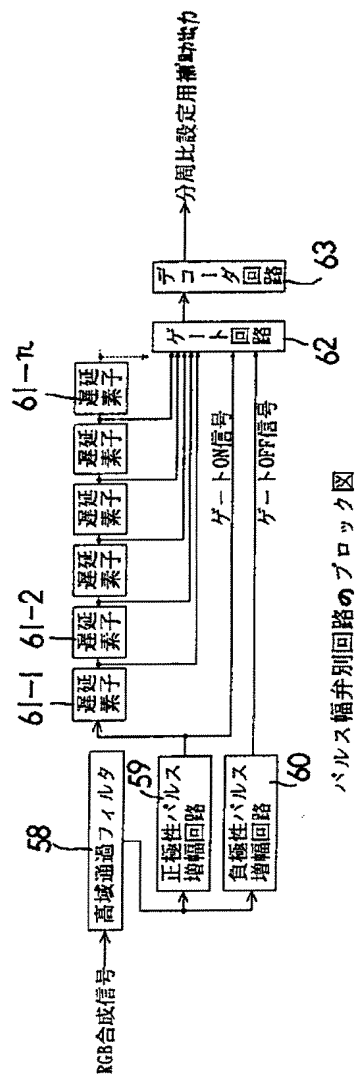 RGB合成信号
58
高域通過フィルタ
59
正極性パルス
増幅回路
60
負極性パルス
増幅回路
61-1
遅延
素子
61-2
遅延
素子
遅延
素子
遅延
素子
遅延
素子
61-n
遅延
素子
ゲートON信号
ゲートOFF信号
ゲート
回路
62
デコーダ
回路
63
分周比設定用補助出力
パルス幅弁別回路のブロック図